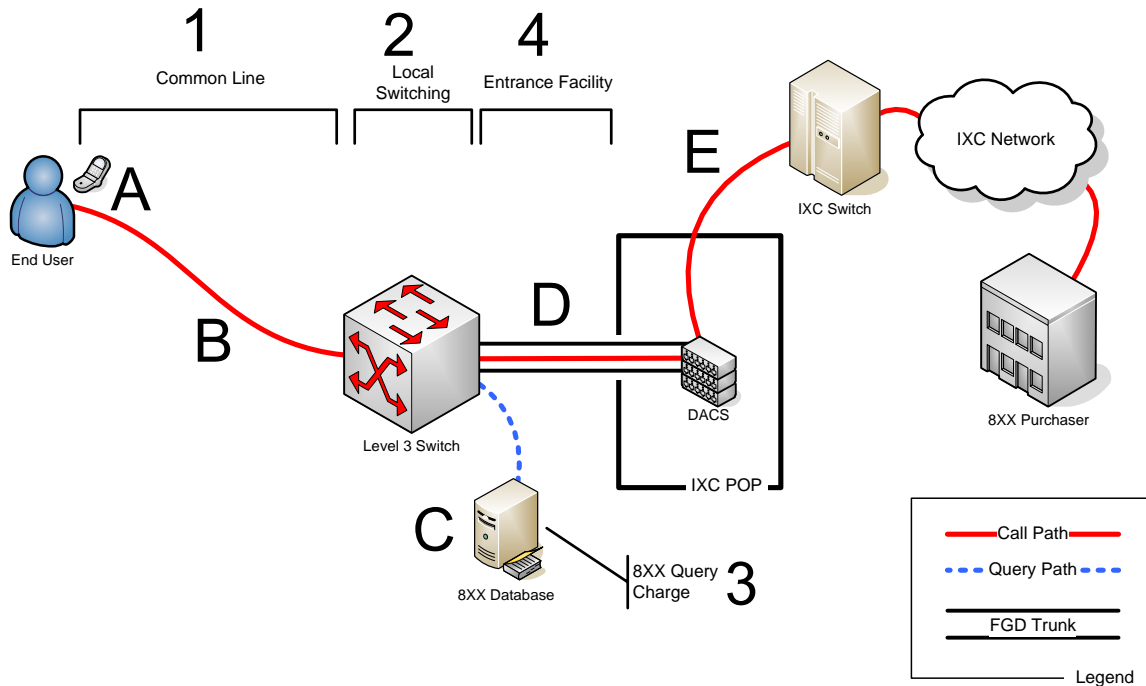 1
2
4
Common Line
Local
Switching
Entrance Facility
A
End User
B
Level 3 Switch
D
E
IXC Switch
IXC Network
DACS
IXC POP
8XX Purchaser
C
8XX Database
8XX Query
Charge
3
Call Path
Query Path
FGD Trunk
Legend